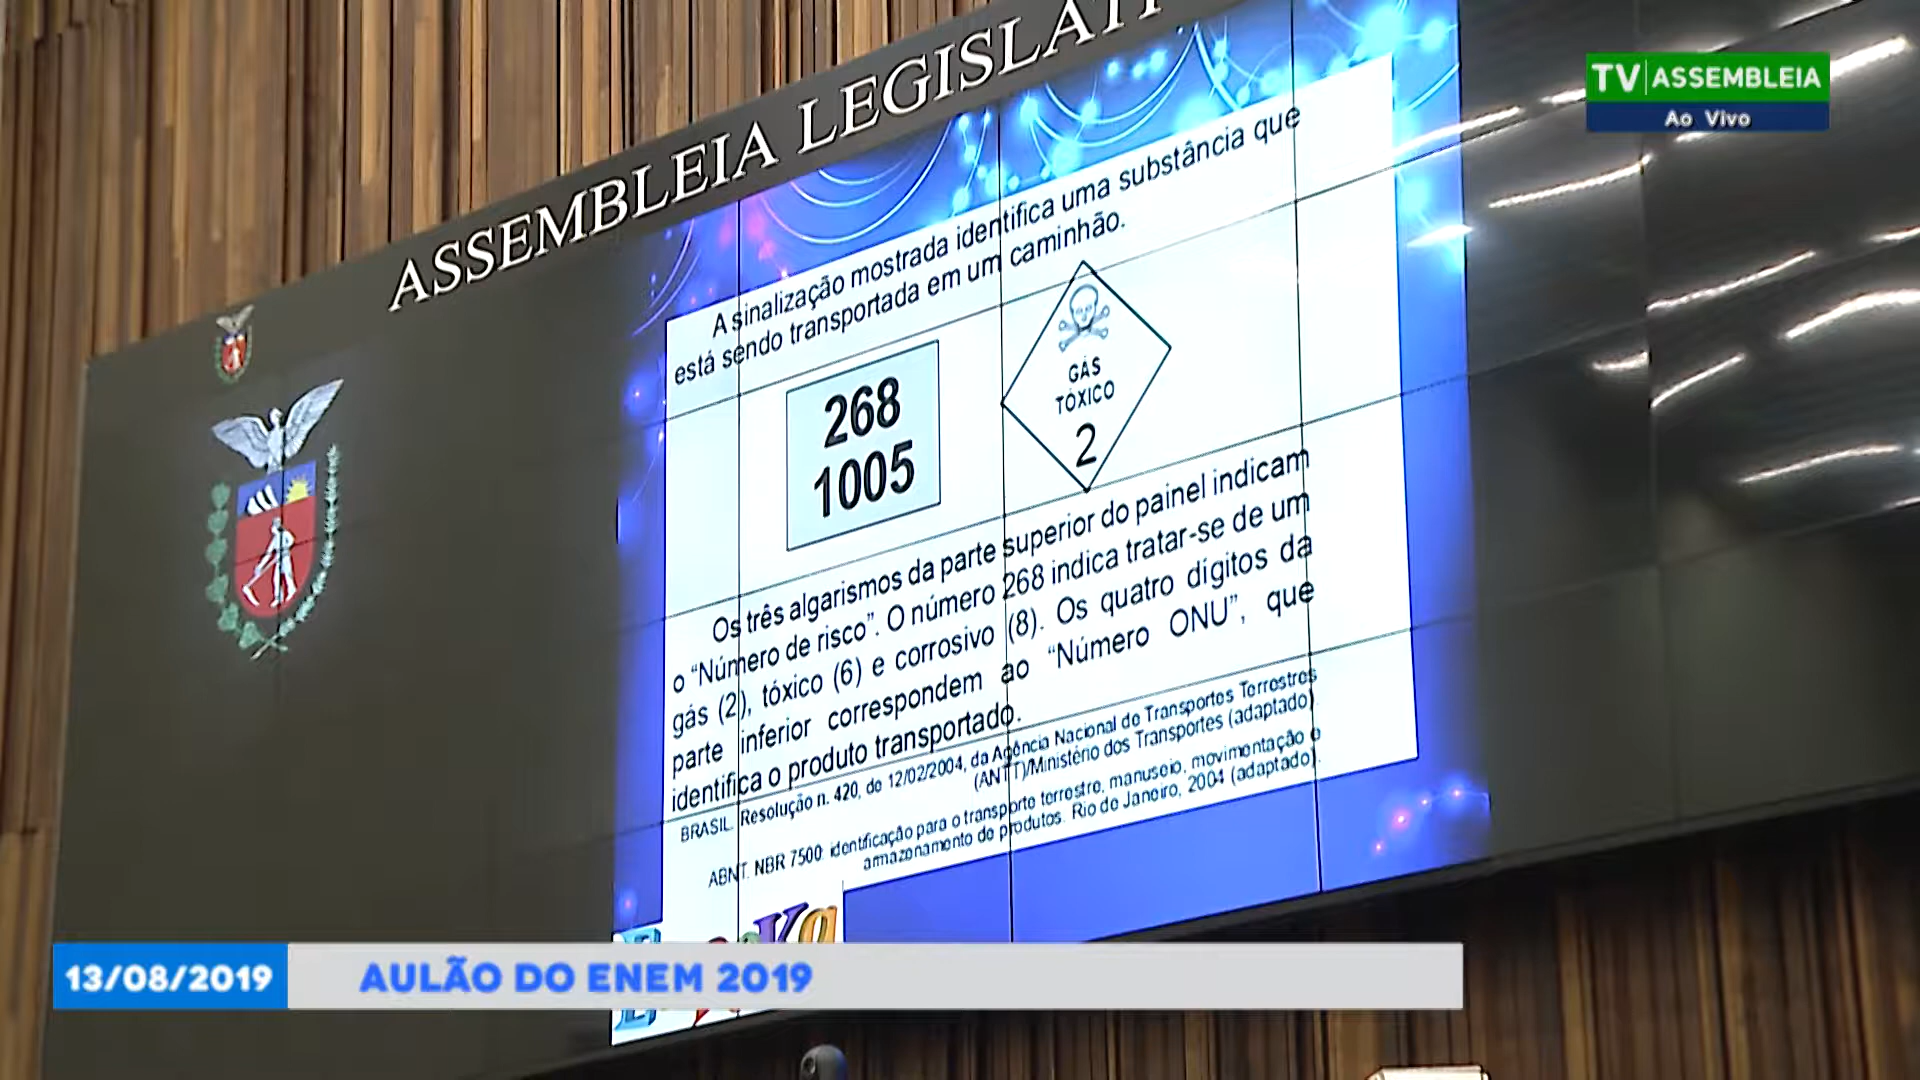 TV ASSEMBLEIA
Ao Vivo
ASSEMBLEIA LEGISLATI
A sinalização mostrada identifica uma substância que
está sendo transportada em um caminhão.
268
1005
GÁS
TÓXICO
2
Os três algarismos da parte superior do painel indicam
o “Número de risco”. O número 268 indica tratar-se de um
gás (2), tóxico (6) e corrosivo (8). Os quatro dígitos da
parte inferior correspondem ao “Número ONU”, que
identifica o produto transportado.
BRASIL. Resolução n. 420, de 12/02/2004, da Agência Nacional de Transportes Terrestres
(ANTT)/Ministério dos Transportes (adaptado).
ABNT. NBR 7500: identificação para o transporte terrestre, manuseio, movimentação e
armazenamento de produtos. Rio de Janeiro, 2004 (adaptado).
13/08/2019
AULÃO DO ENEM 2019